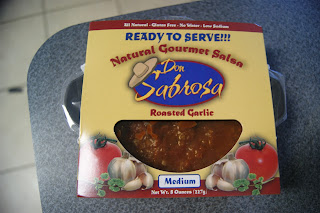 All Natural - Gluten Free - No Water - Low Sodium
READY TO SERVE!!!
Natural Gourmet Salsa
Don
Sabrosa
Roasted Garlic
Medium
Net Wt. 8 Ounces (227g)